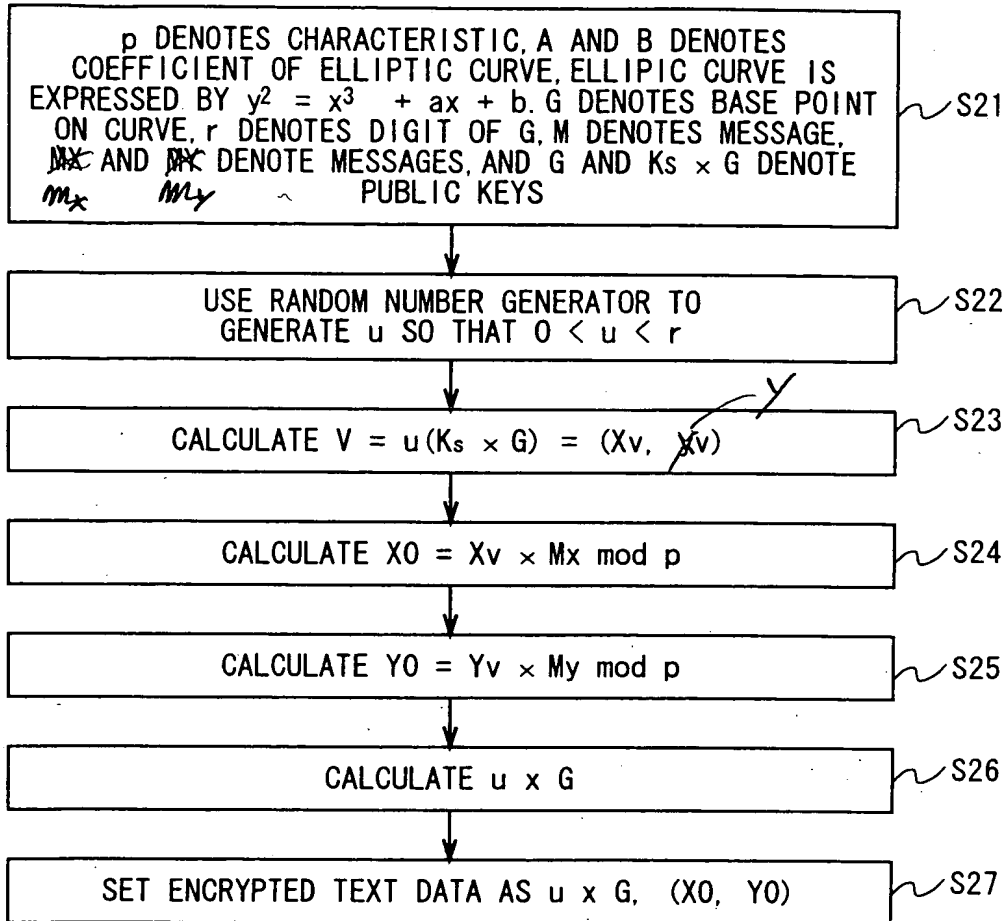 p DENOTES CHARACTERISTIC, A AND B DENOTES
COEFFICIENT OF ELLIPTIC CURVE, ELLIPIC CURVE IS
EXPRESSED BY y² = x³ + ax + b. G DENOTES BASE POINT
ON CURVE, r DENOTES DIGIT OF G, M DENOTES MESSAGE,
AND DENOTE MESSAGES, AND G AND Ks × G DENOTE
mx my PUBLIC KEYS
S21
USE RANDOM NUMBER GENERATOR TO
GENERATE u SO THAT 0 < u < r
S22
y
CALCULATE V = u(Ks × G) = (Xv, v)
S23
CALCULATE X0 = Xv × Mx mod p
S24
CALCULATE Y0 = Yv × My mod p
S25
CALCULATE u x G
S26
SET ENCRYPTED TEXT DATA AS u x G, (X0, Y0)
S27